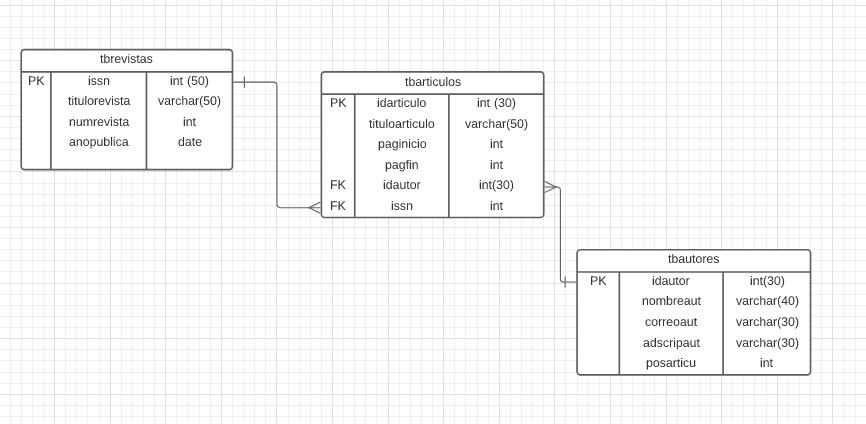 tbrevistas
PK issn int (50)
titulorevista varchar(50)
numrevista int
anopublica date
tbarticulos
PK idarticulo int (30)
tituloarticulo varchar(50)
paginicio int
pagfin int
FK idautor int(30)
FK issn int
tbautores
PK idautor int(30)
nombreaut varchar(40)
correoaut varchar(30)
adscripaut varchar(30)
posarticu int